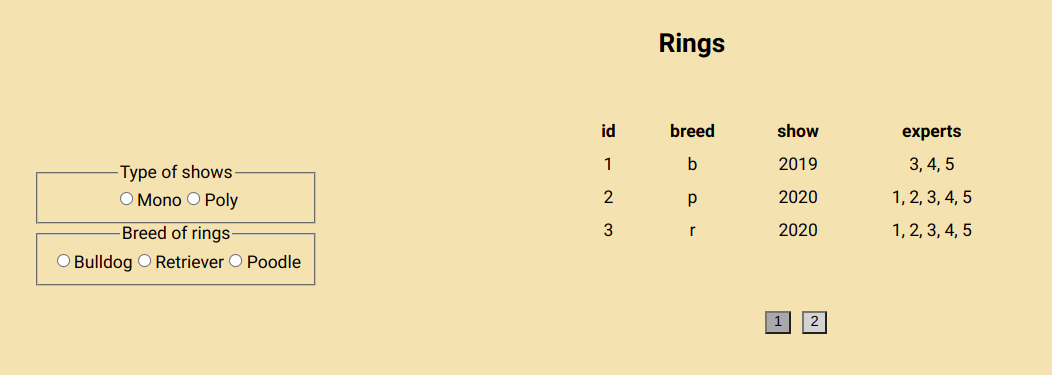 Rings
id breed show experts
1 b 2019 3, 4, 5
2 p 2020 1, 2, 3, 4, 5
3 r 2020 1, 2, 3, 4, 5
1 2
Type of shows
Mono Poly
Breed of rings
Bulldog Retriever Poodle